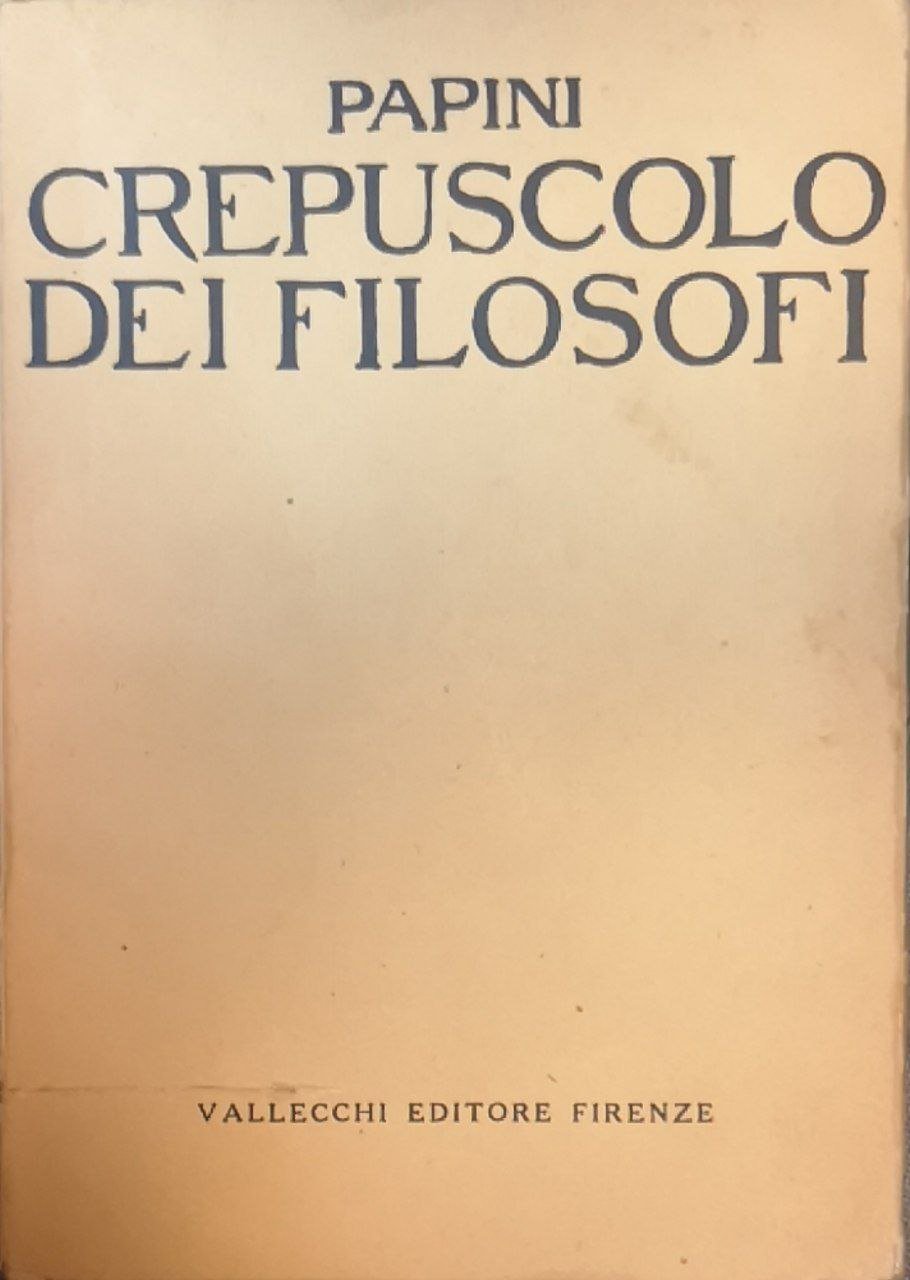 PAPINI
CREPUSCOLO
DEI FILOSOFI
VALLECCHI EDITORE FIRENZE